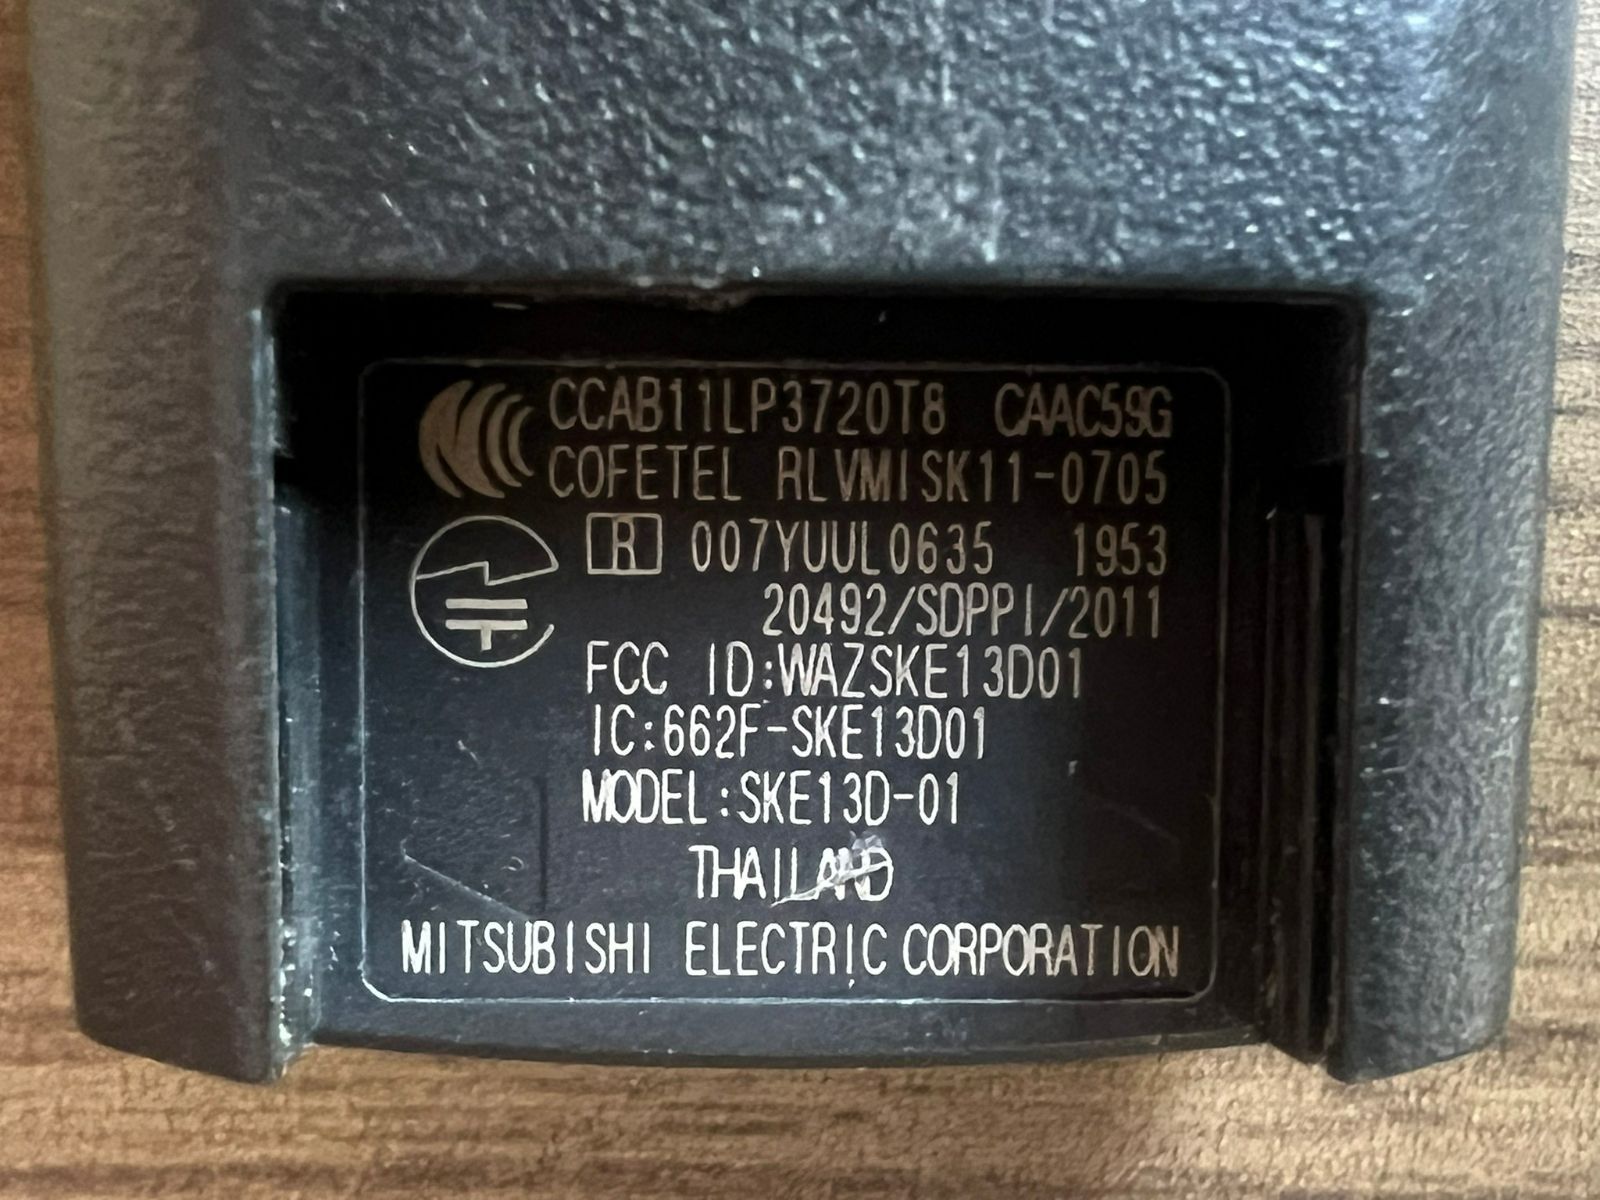 CCAB11LP3720T8 CAAC59G
COFETEL RLVMISK11-0705
R 007YUUL0635 1953
20492/SDPPI/2011
FCC ID:WAZSKE13D01
IC:662F-SKE13D01
MODEL:SKE13D-01
THAILAND
MITSUBISHI ELECTRIC CORPORATION